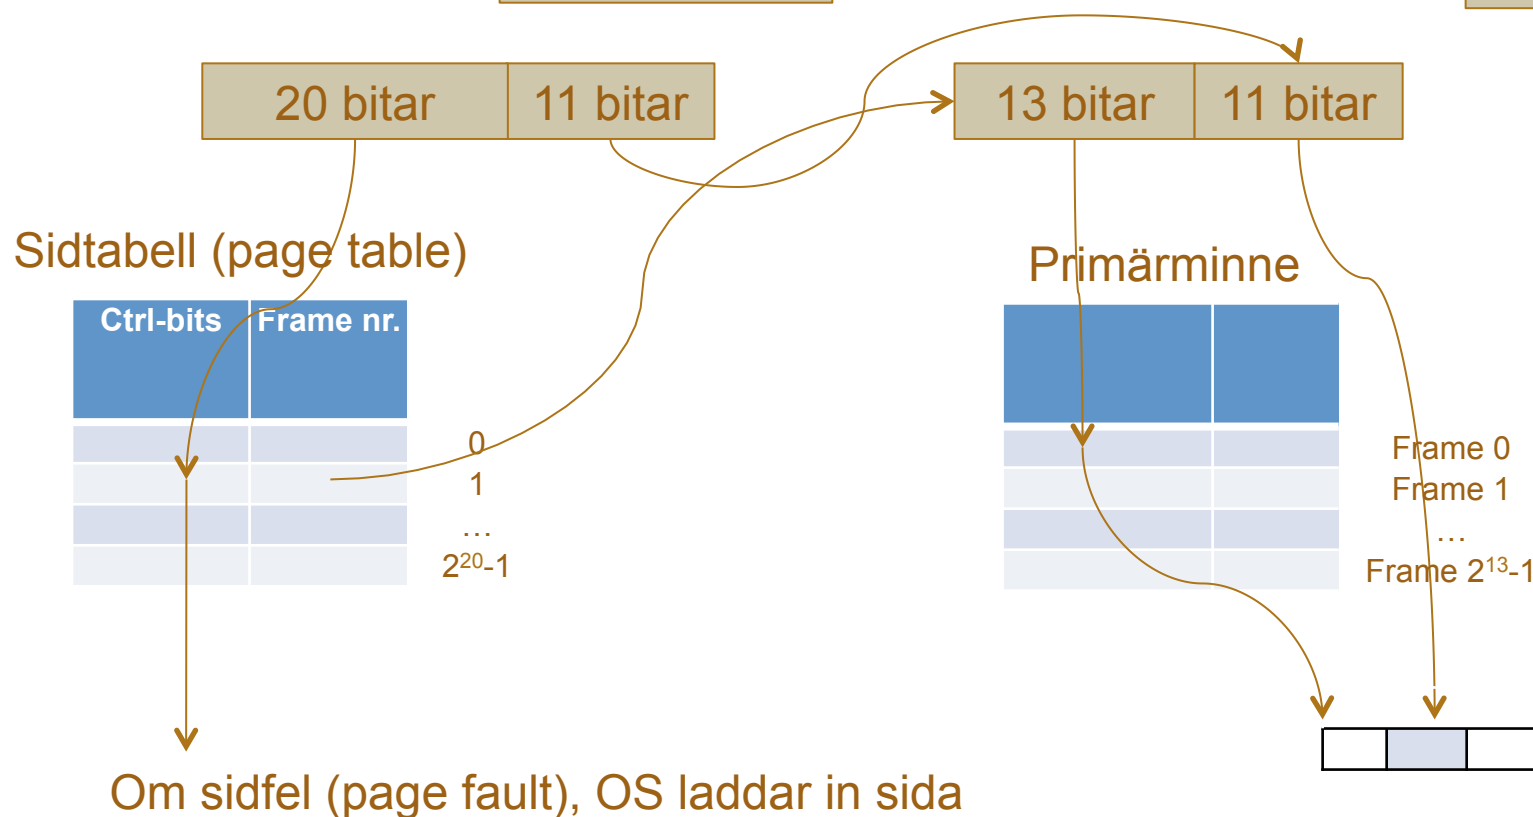 20 bitar 11 bitar 13 bitar 11 bitar
Sidtabell (page table)
Primärminne
Ctrl-bits Frame nr.
0
1
…
2²⁰-1
Frame 0
Frame 1
…
Frame 2¹³-1
Om sidfel (page fault), OS laddar in sida